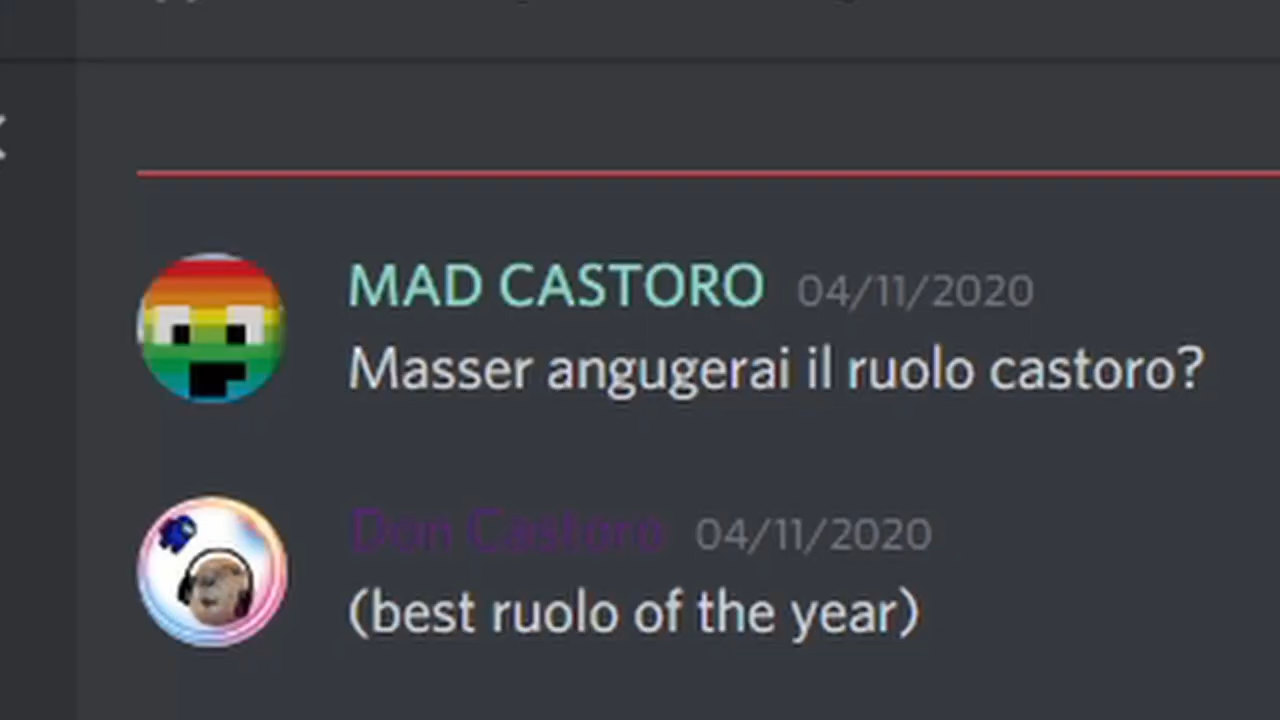 MAD CASTORO 04/11/2020
Masser angugerai il ruolo castoro?
Don Castoro 04/11/2020
(best ruolo of the year)